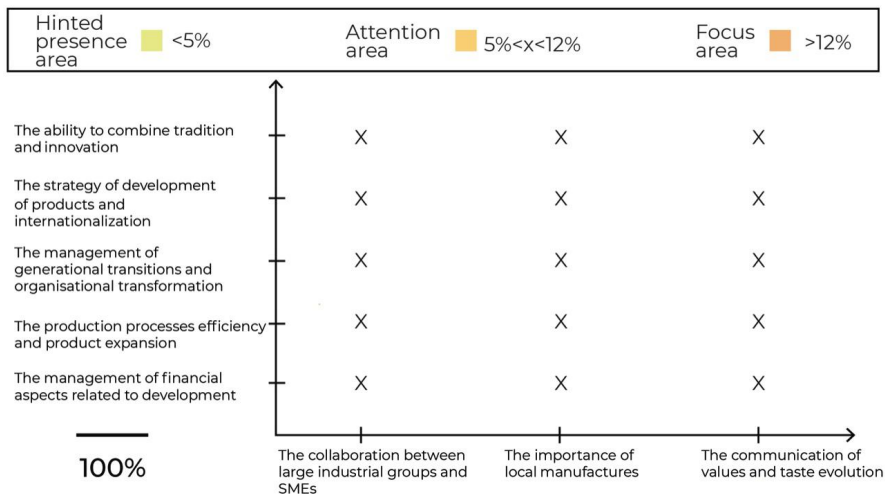 Hinted
presence
area
<5%
Attention
area
5%<x<12%
Focus
area
>12%
The ability to combine tradition
and innovation
X X X
The strategy of development
of products and
internationalization
X X X
The management of
generational transitions and
organisational transformation
X X X
The production processes efficiency
and product expansion
X X X
The management of financial
aspects related to development
X X X
100%
The collaboration between
large industrial groups and
SMEs
The importance of
local manufactures
The communication of
values and taste evolution